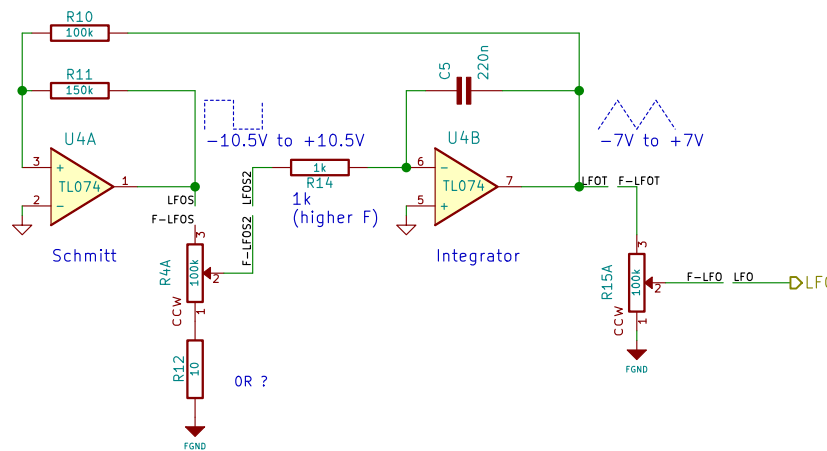 R10
100k
R11
150k
U4A
3
+
TL074
1
2
−
LFOS
F-LFOS
Schmitt
-10.5V to +10.5V
LFOS2
F-LFOS2
1k
R14
1k
(higher F)
3
R4A
100k
2
CCW
1
R12
10
0R ?
FGND
C5
220n
U4B
6
−
TL074
7
5
+
Integrator
-7V to +7V
LFOT
F-LFOT
3
R15A
100k
2
CCW
1
FGND
F-LFO
LFO